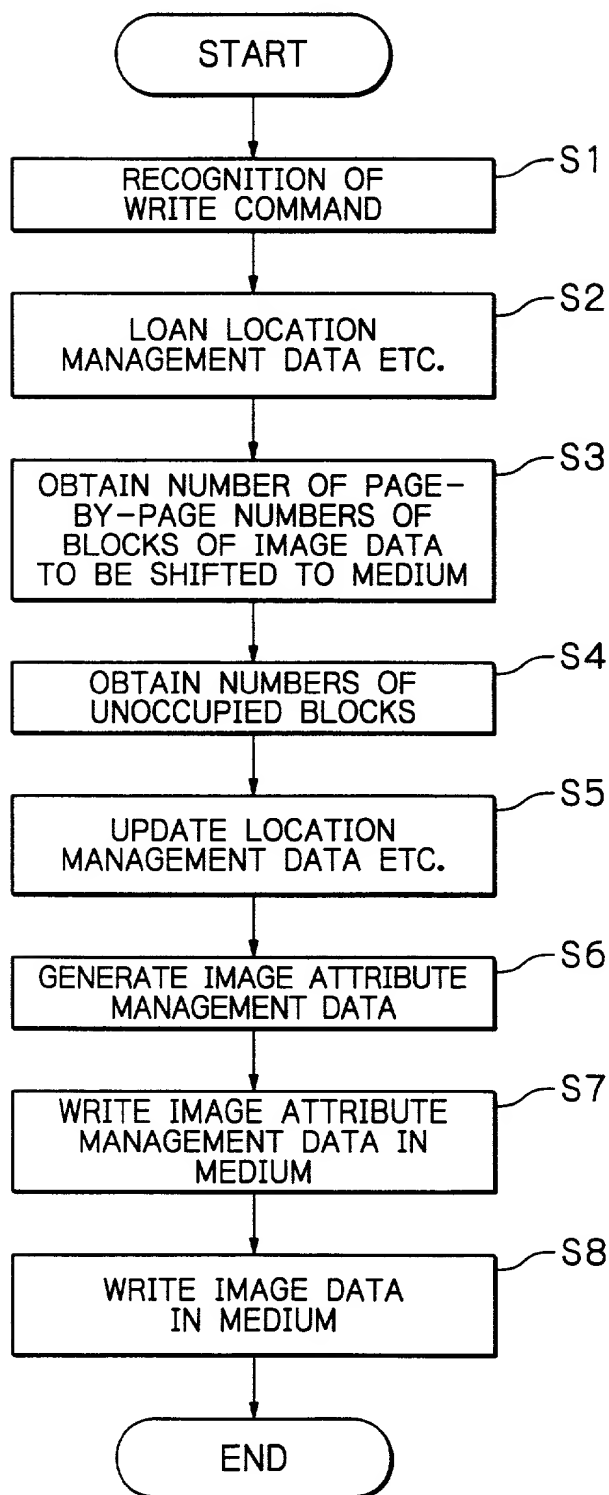 START
S1
RECOGNITION OF
WRITE COMMAND
S2
LOAN LOCATION
MANAGEMENT DATA ETC.
S3
OBTAIN NUMBER OF PAGE-
BY-PAGE NUMBERS OF
BLOCKS OF IMAGE DATA
TO BE SHIFTED TO MEDIUM
S4
OBTAIN NUMBERS OF
UNOCCUPIED BLOCKS
S5
UPDATE LOCATION
MANAGEMENT DATA ETC.
S6
GENERATE IMAGE ATTRIBUTE
MANAGEMENT DATA
S7
WRITE IMAGE ATTRIBUTE
MANAGEMENT DATA IN
MEDIUM
S8
WRITE IMAGE DATA
IN MEDIUM
END